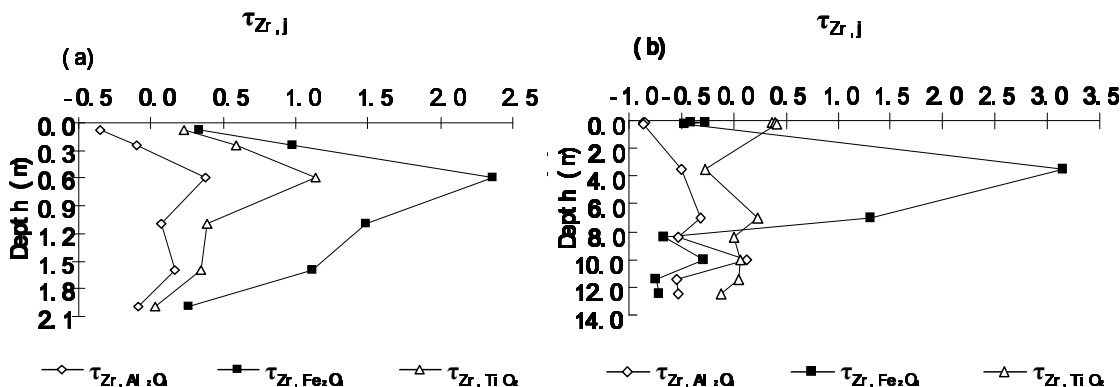 τZr,j
τZr,j
(a)
(b)
-0.5 0.0 0.5 1.0 1.5 2.0 2.5
-1.0 -0.5 0.0 0.5 1.0 1.5 2.0 2.5 3.0 3.5
Depth (m)
0.0
0.3
0.6
0.9
1.2
1.5
1.8
2.1
Depth (m)
0.0
2.0
4.0
6.0
8.0
10.0
12.0
14.0
τZr,Al2O3 τZr,Fe2O3 τZr,TiO2
τZr,Al2O3 τZr,Fe2O3 τZr,TiO2